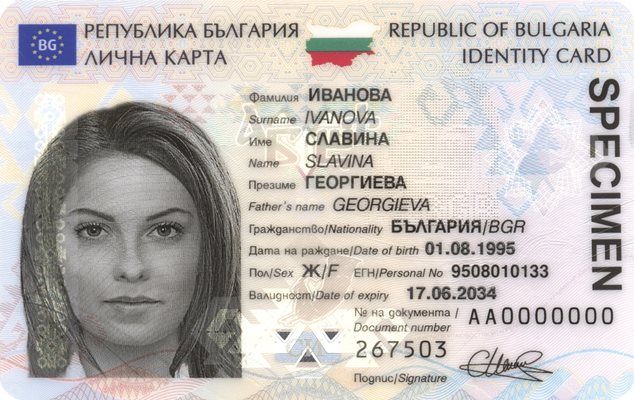 BG
РЕПУБЛИКА БЪЛГАРИЯ
ЛИЧНА КАРТА
REPUBLIC OF BULGARIA
IDENTITY CARD
Фамилия ИВАНОВА
Surname IVANOVA
Име СЛАВИНА
Name SLAVINA
Презиме ГЕОРГИЕВА
Father's name GEORGIEVA
Гражданство/Nationality БЪЛГАРИЯ/BGR
Дата на раждане/Date of birth 01.08.1995
Пол/Sex Ж/F ЕГН/Personal No 9508010133
Валидност/Date of expiry 17.06.2034
№ на документа / Document number AA0000000
267503
Подпис/Signature
SPECIMEN